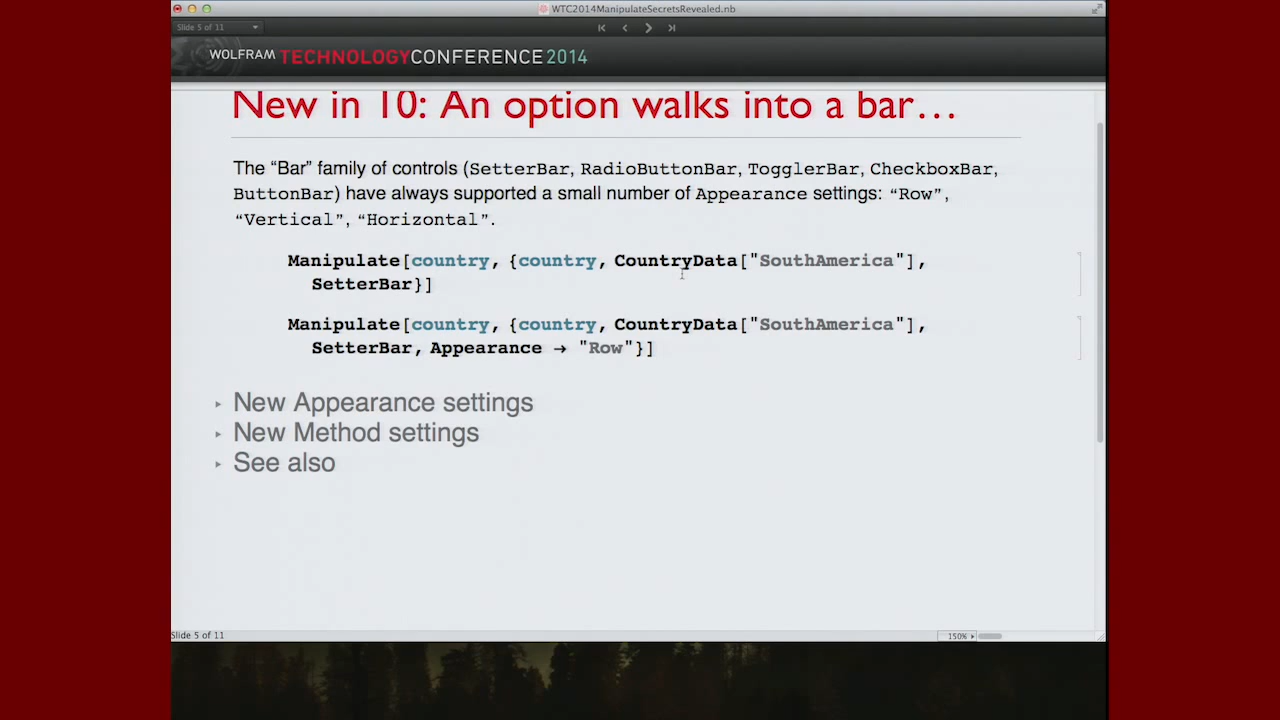 WTC2014ManipulateSecretsRevealed.nb
Slide 5 of 11
WOLFRAM TECHNOLOGYCONFERENCE 2014
New in 10: An option walks into a bar…
The “Bar” family of controls (SetterBar, RadioButtonBar, TogglerBar, CheckboxBar,
ButtonBar) have always supported a small number of Appearance settings: “Row”,
“Vertical”, “Horizontal”.
Manipulate[country, {country, CountryData["SouthAmerica"],
SetterBar}]
Manipulate[country, {country, CountryData["SouthAmerica"],
SetterBar, Appearance → "Row"}]
New Appearance settings
New Method settings
See also
Slide 5 of 11
150%